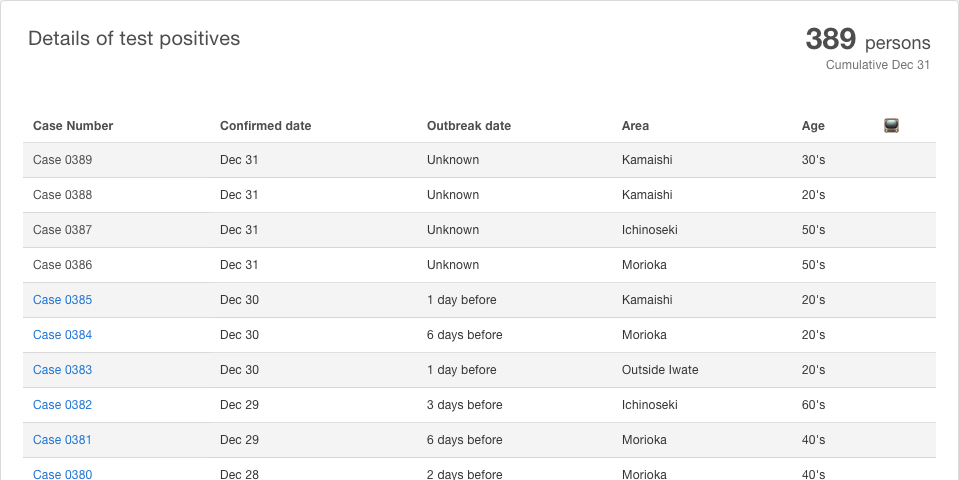 Details of test positives
389 persons
Cumulative Dec 31
Case Number Confirmed date Outbreak date Area Age
Case 0389 Dec 31 Unknown Kamaishi 30's
Case 0388 Dec 31 Unknown Kamaishi 20's
Case 0387 Dec 31 Unknown Ichinoseki 50's
Case 0386 Dec 31 Unknown Morioka 50's
Case 0385 Dec 30 1 day before Kamaishi 20's
Case 0384 Dec 30 6 days before Morioka 20's
Case 0383 Dec 30 1 day before Outside Iwate 20's
Case 0382 Dec 29 3 days before Ichinoseki 60's
Case 0381 Dec 29 6 days before Morioka 40's
Case 0380 Dec 28 2 days before Morioka 40's